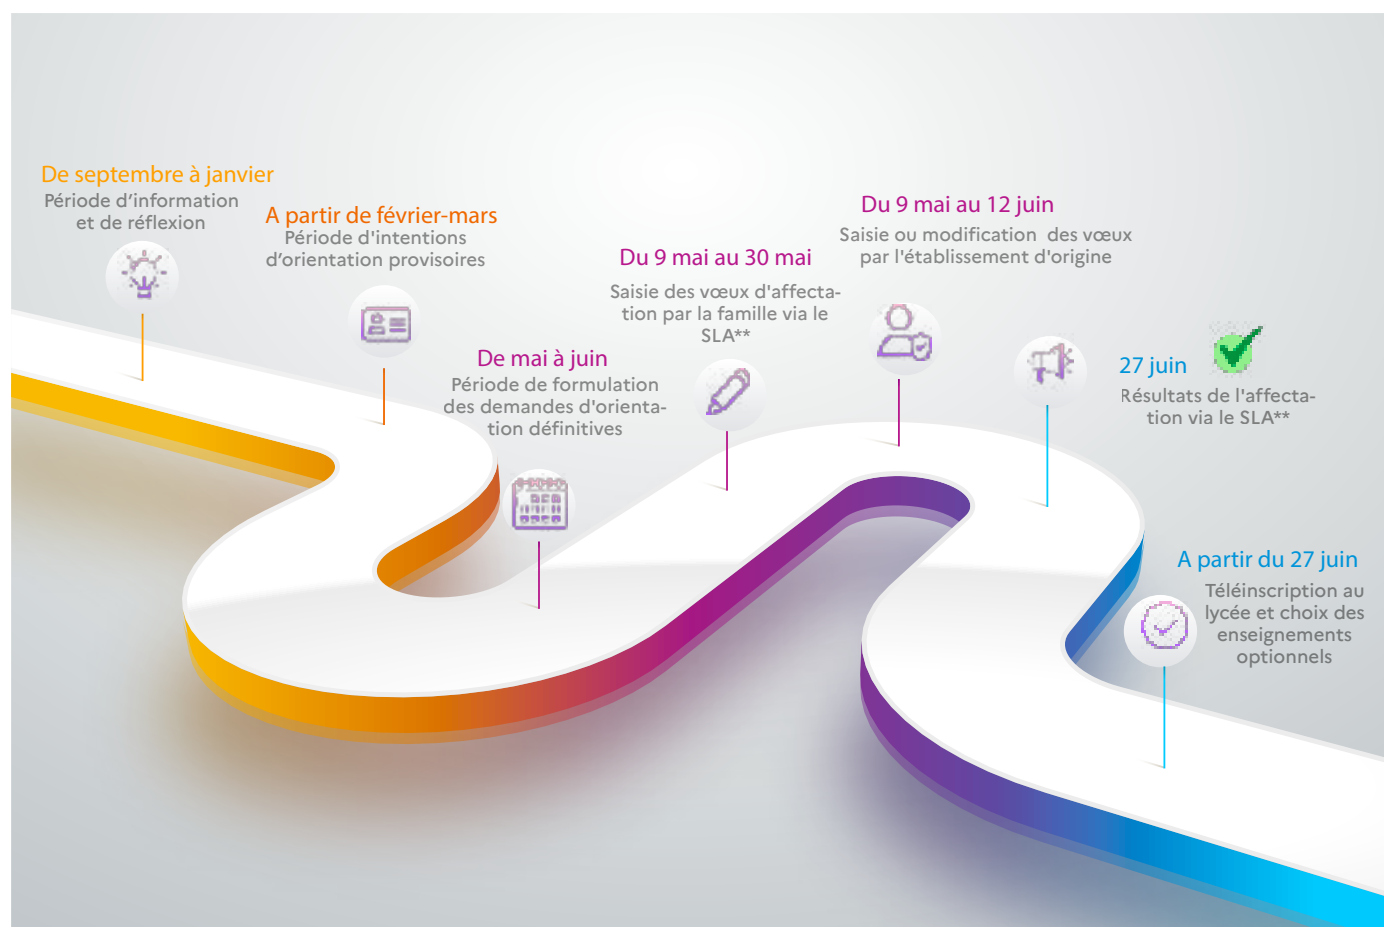 De septembre à janvier
Période d’information
et de réflexion
A partir de février-mars
Période d'intentions
d’orientation provisoires
De mai à juin
Période de formulation
des demandes d'orienta-
tion définitives
Du 9 mai au 30 mai
Saisie des vœux d'affecta-
tion par la famille via le
SLA**
Du 9 mai au 12 juin
Saisie ou modification des vœux
par l'établissement d'origine
27 juin
Résultats de l'affecta-
tion via le SLA**
A partir du 27 juin
Téléinscription au
lycée et choix des
enseignements
optionnels